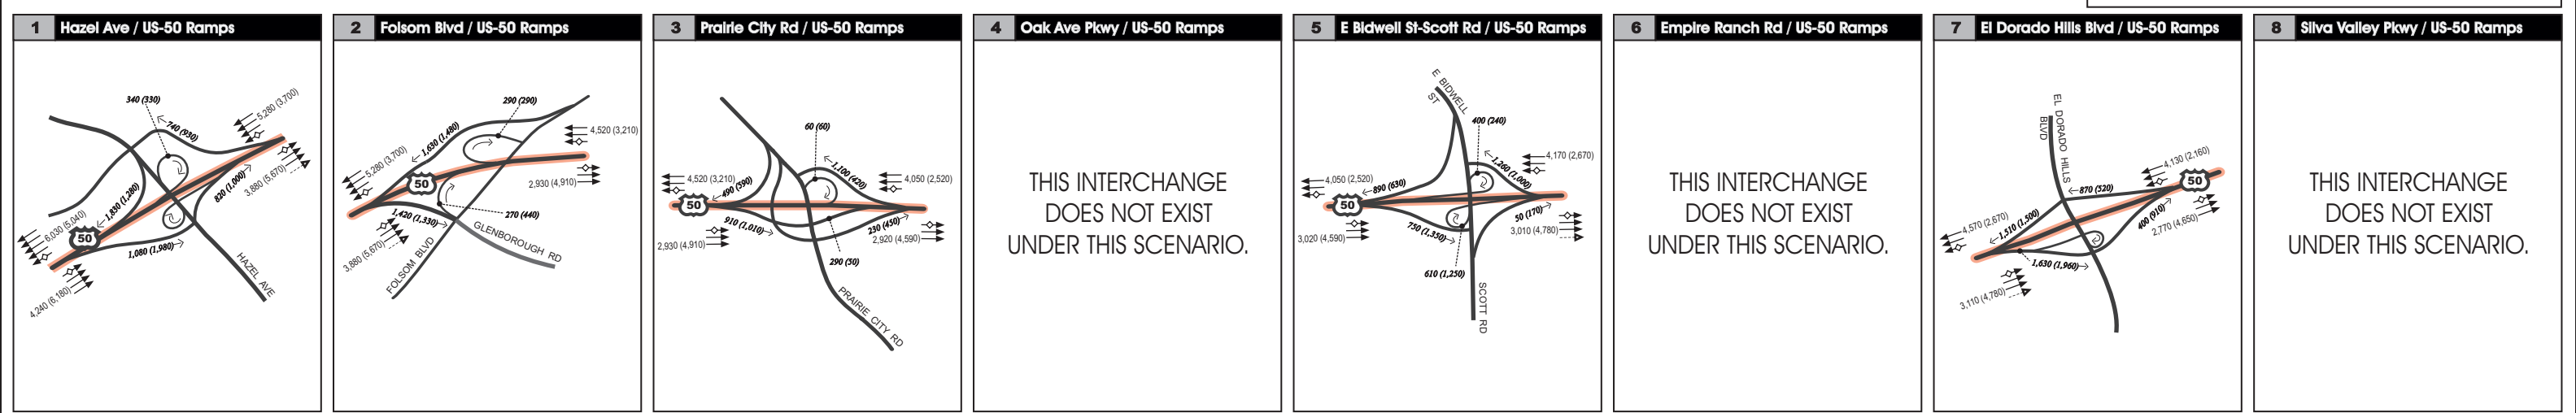 1 Hazel Ave / US-50 Ramps
340 (330)
740 (930)
5,280 (3,700)
3,880 (5,670)
820 (1,000)
1,830 (1,280)
6,030 (5,040)
50
1,080 (1,980)
4,240 (6,180)
HAZEL AVE
2 Folsom Blvd / US-50 Ramps
290 (290)
1,630 (1,480)
4,520 (3,210)
5,280 (3,700)
50
2,930 (4,910)
1,420 (1,330)
270 (440)
3,880 (5,670)
FOLSOM BLVD
GLENBOROUGH RD
3 Prairie City Rd / US-50 Ramps
60 (60)
1,100 (420)
4,520 (3,210)
490 (590)
4,050 (2,520)
50
910 (1,010)
230 (450)
2,930 (4,910)
2,920 (4,590)
290 (50)
PRAIRIE CITY RD
4 Oak Ave Pkwy / US-50 Ramps
THIS INTERCHANGE
DOES NOT EXIST
UNDER THIS SCENARIO.
5 E Bidwell St-Scott Rd / US-50 Ramps
E BIDWELL
ST
400 (240)
1,260 (1,000)
4,170 (2,670)
4,050 (2,520)
890 (630)
50
50 (170)
750 (1,350)
3,020 (4,590)
3,010 (4,780)
610 (1,250)
SCOTT RD
6 Empire Ranch Rd / US-50 Ramps
THIS INTERCHANGE
DOES NOT EXIST
UNDER THIS SCENARIO.
7 El Dorado Hills Blvd / US-50 Ramps
EL DORADO HILLS
BLVD
4,130 (2,160)
50
870 (520)
4,570 (2,670)
1,510 (1,500)
400 (910)
2,770 (4,650)
1,630 (1,960)
3,110 (4,780)
8 Silva Valley Pkwy / US-50 Ramps
THIS INTERCHANGE
DOES NOT EXIST
UNDER THIS SCENARIO.